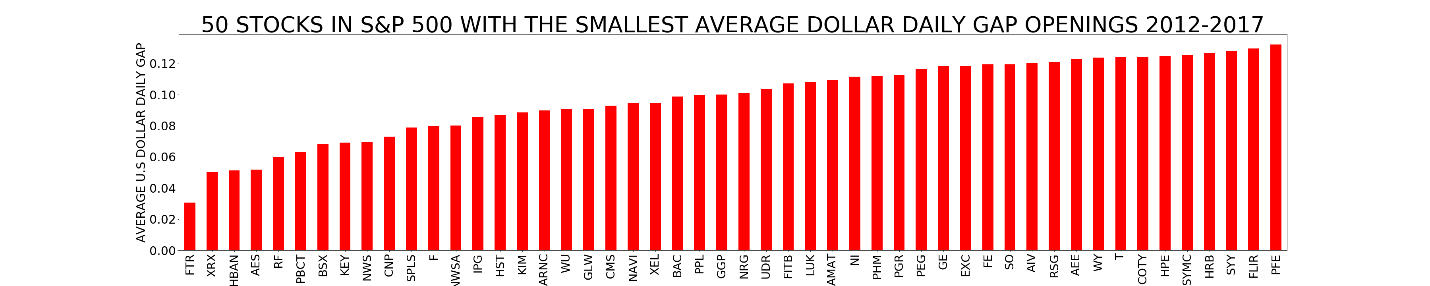 50 STOCKS IN S&P 500 WITH THE SMALLEST AVERAGE DOLLAR DAILY GAP OPENINGS 2012-2017
AVERAGE U.S DOLLAR DAILY GAP
0.12
0.10
0.08
0.06
0.04
0.02
0.00
FTR
XRX
HBAN
AES
RF
PBCT
BSX
KEY
NWS
CNP
SPLS
F
NWSA
IPG
HST
KIM
ARNC
WU
GLW
CMS
NAVI
XEL
BAC
PPL
GGP
NRG
UDR
FITB
LUK
AMAT
NI
PHM
PGR
PEG
GE
EXC
FE
SO
AIV
RSG
AEE
WY
T
COTY
HPE
SYMC
HRB
SYY
FLIR
PFE